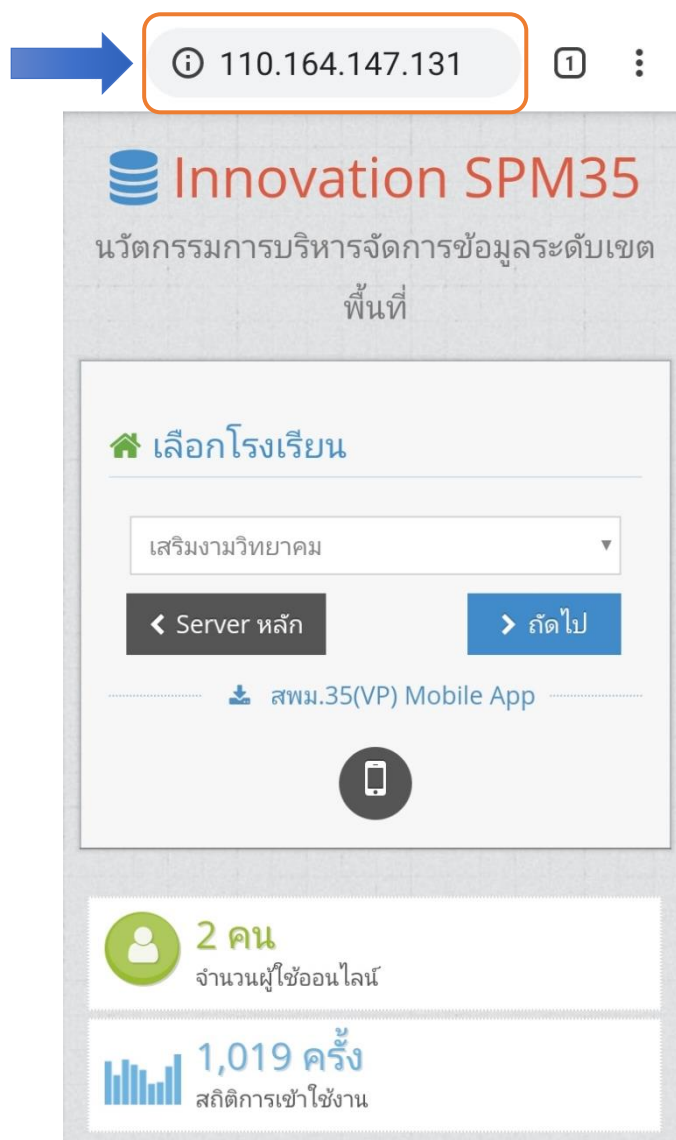 110.164.147.131
1
Innovation SPM35
นวัตกรรมการบริหารจัดการข้อมูลระดับเขต
พื้นที่
เลือกโรงเรียน
เสริมงามวิทยาคม
Server หลัก
ถัดไป
สพม.35(VP) Mobile App
2 คน
จำนวนผู้ใช้ออนไลน์
1,019 ครั้ง
สถิติการเข้าใช้งาน